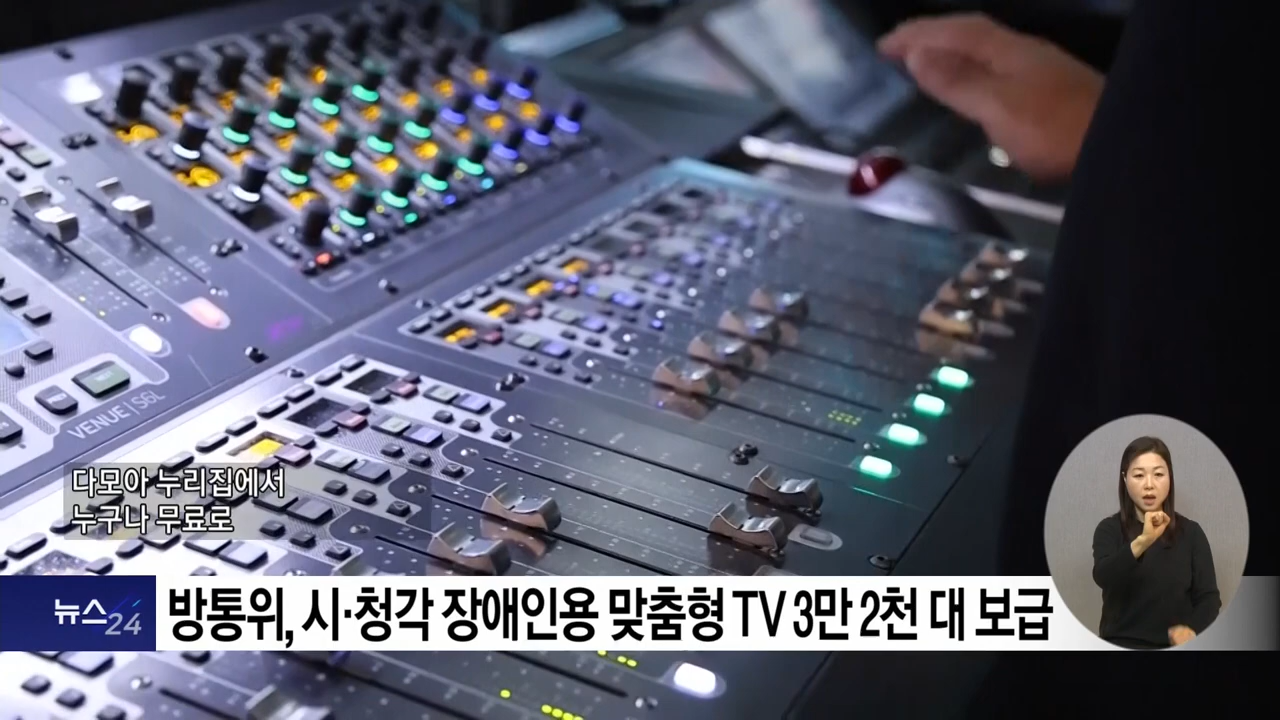 VENUE | S6L
다모아 누리집에서
누구나 무료로
뉴스24
방통위, 시·청각 장애인용 맞춤형 TV 3만 2천 대 보급